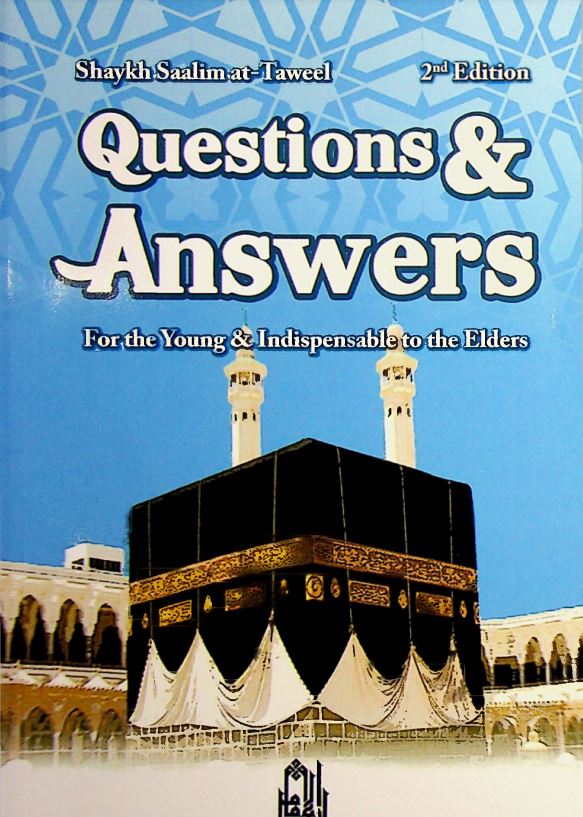 Shaykh Saalim at-Taweel 2nd Edition
Questions &
Answers
For the Young & Indispensable to the Elders